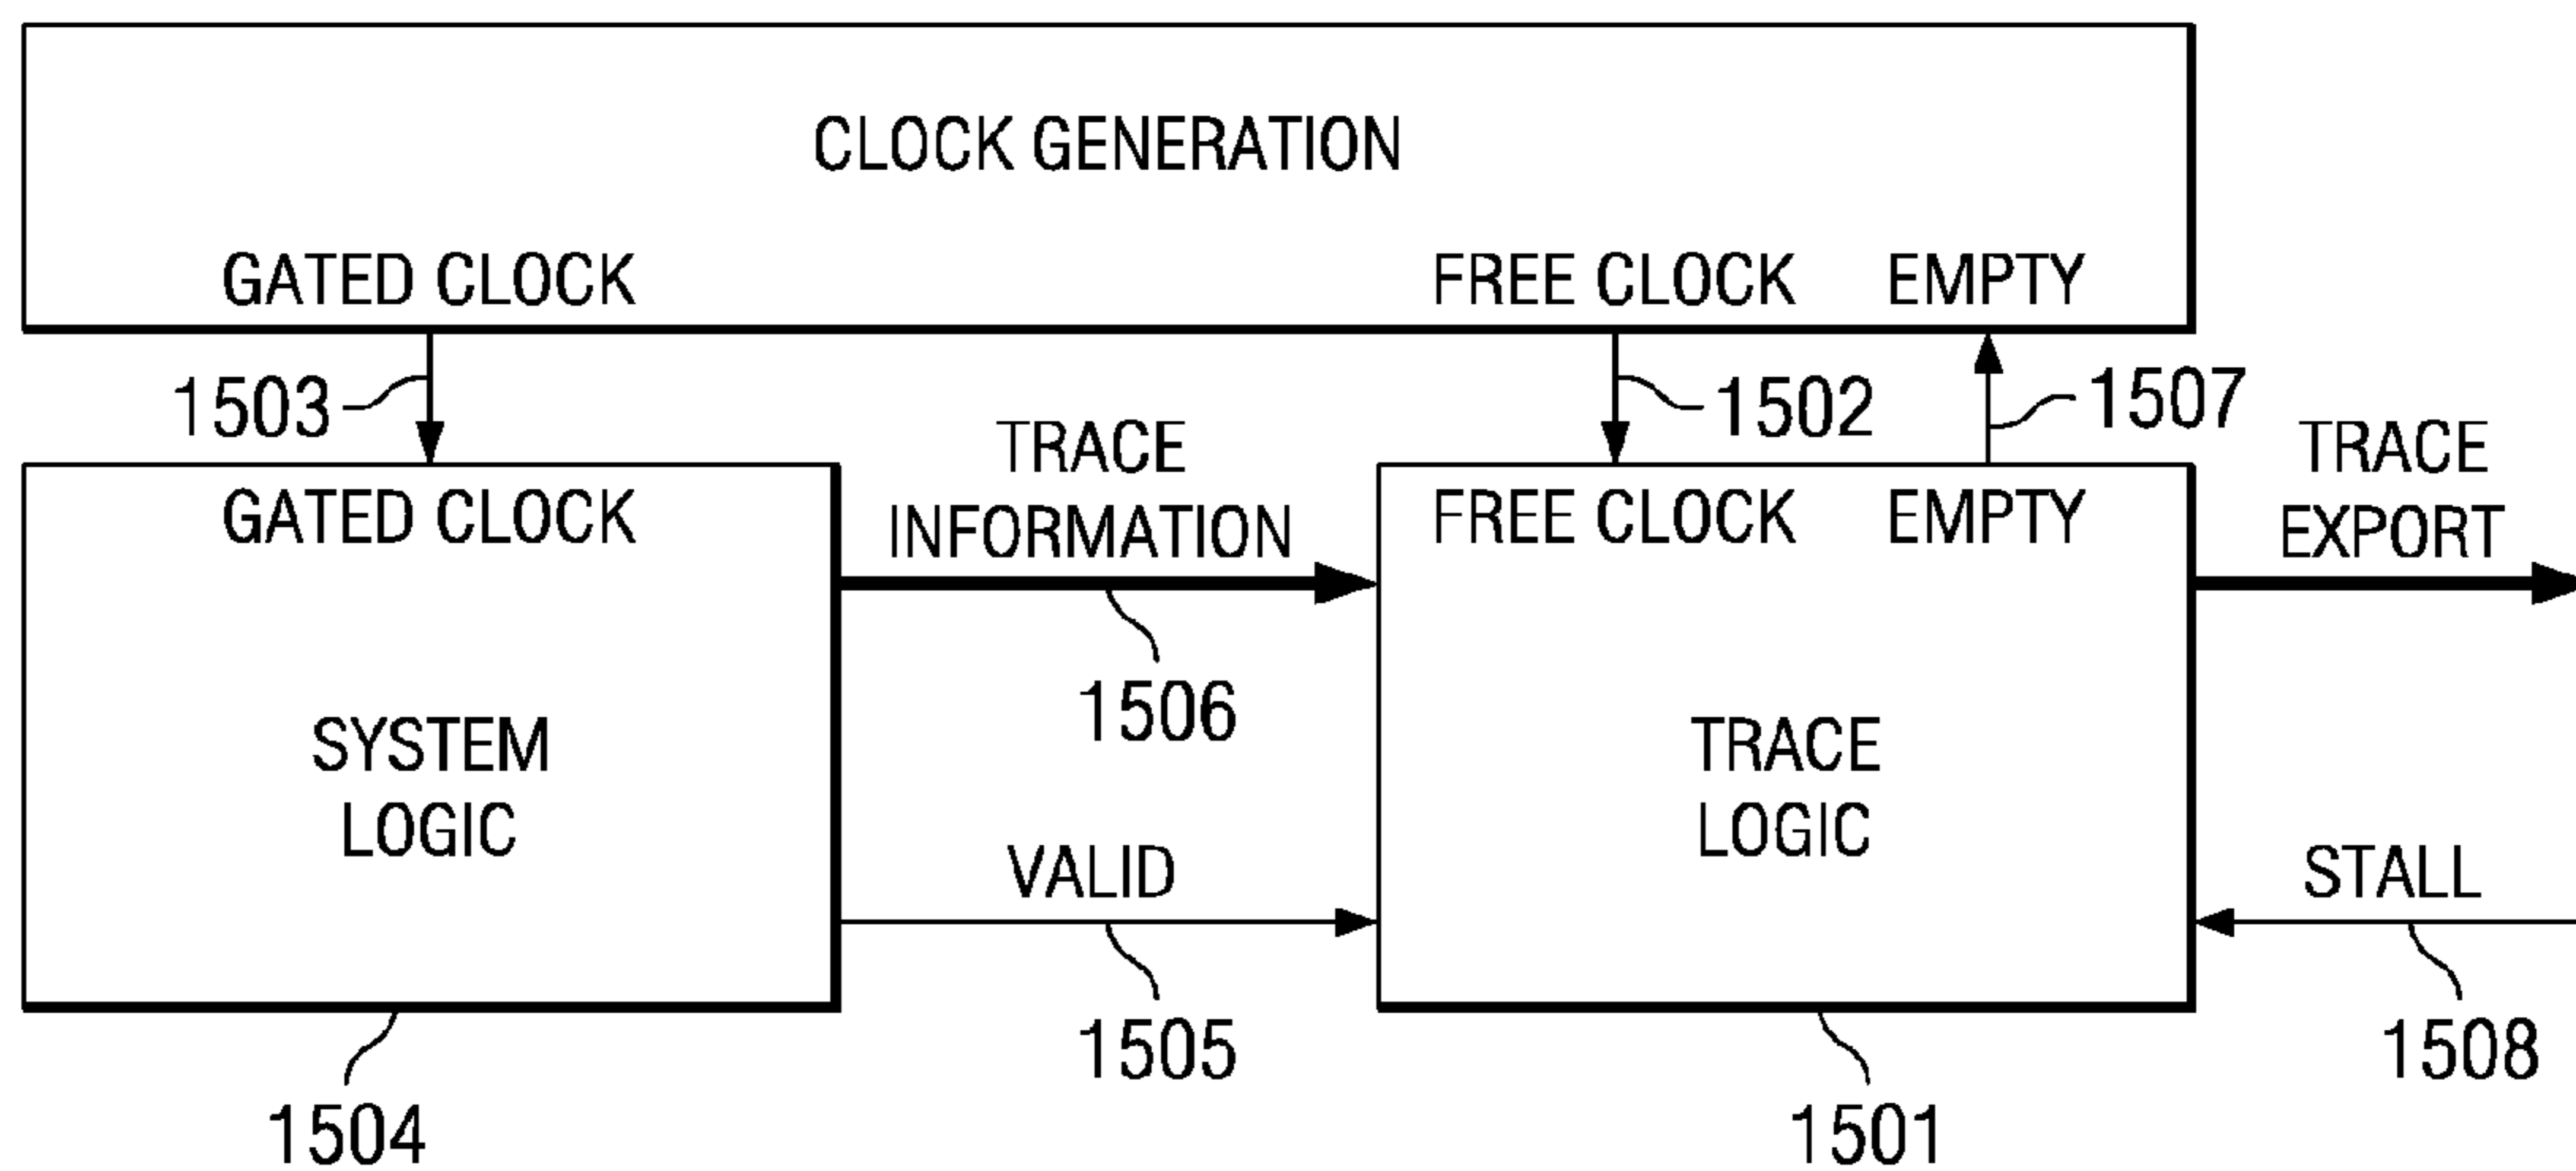 CLOCK GENERATION
GATED CLOCK
FREE CLOCK
EMPTY
1503
1502
1507
TRACE
INFORMATION
TRACE
EXPORT
GATED CLOCK
FREE CLOCK
EMPTY
1506
SYSTEM
LOGIC
TRACE
LOGIC
VALID
STALL
1505
1508
1504
1501